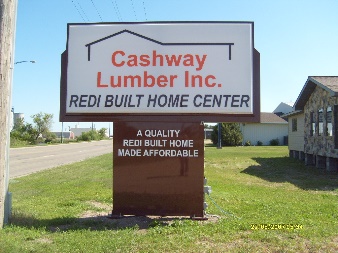 Cashway
Lumber Inc.
REDI BUILT HOME CENTER
A QUALITY
REDI BUILT HOME
MADE AFFORDABLE